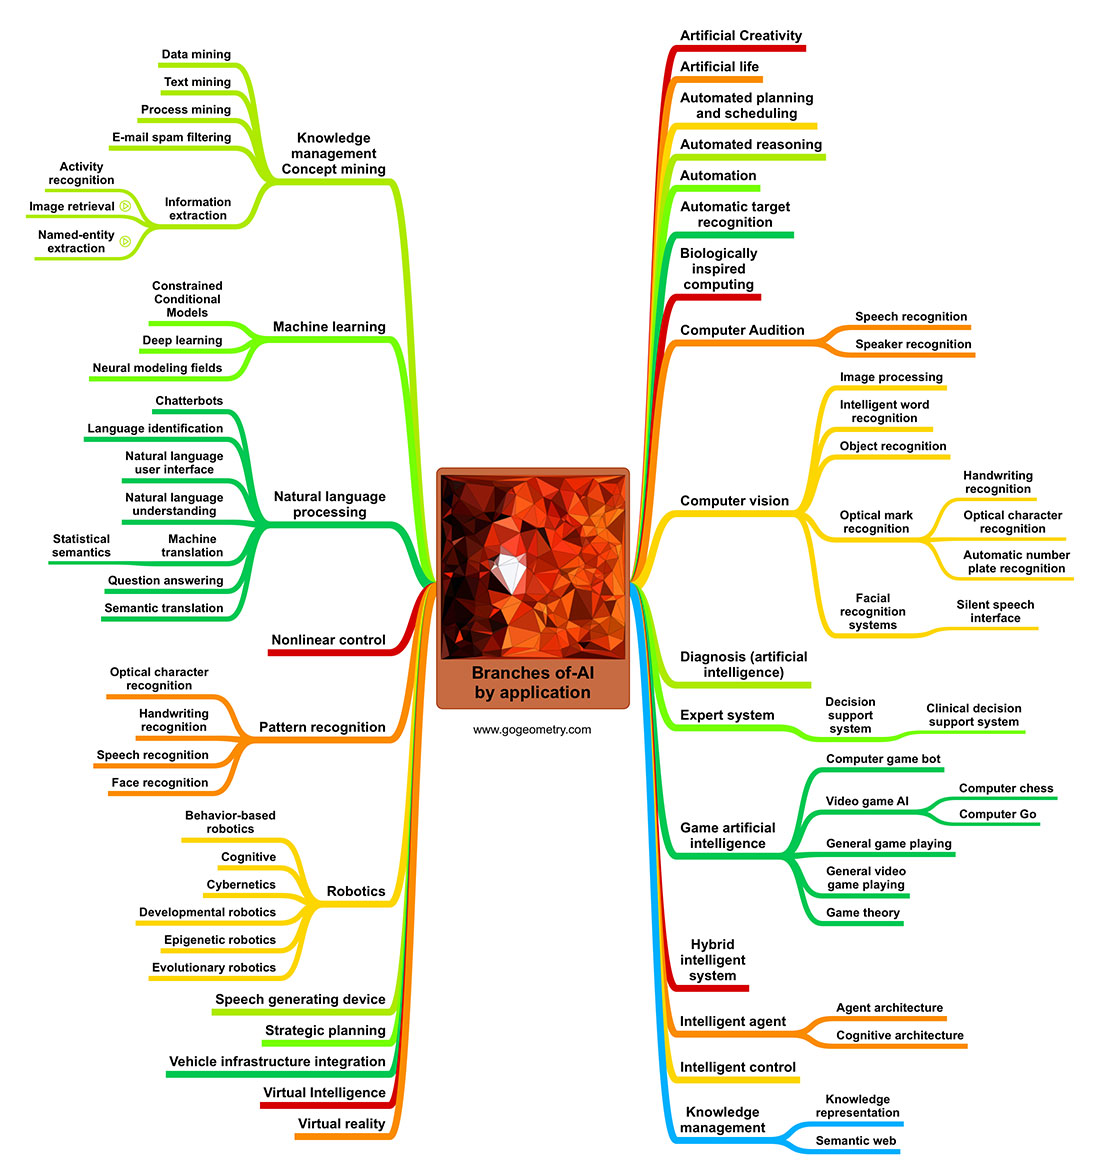 Artificial Creativity
Artificial life
Automated planning
and scheduling
Automated reasoning
Automation
Automatic target
recognition
Biologically
inspired
computing
Computer Audition
Speech recognition
Speaker recognition
Computer vision
Image processing
Intelligent word
recognition
Object recognition
Optical mark
recognition
Handwriting
recognition
Optical character
recognition
Automatic number
plate recognition
Facial
recognition
systems
Silent speech
interface
Diagnosis (artificial
intelligence)
Expert system
Decision
support
system
Clinical decision
support system
Game artificial
intelligence
Computer game bot
Video game AI
Computer chess
Computer Go
General game playing
General video
game playing
Game theory
Hybrid
intelligent
system
Intelligent agent
Agent architecture
Cognitive architecture
Intelligent control
Knowledge
management
Knowledge
representation
Semantic web
Knowledge
management
Concept mining
Data mining
Text mining
Process mining
E-mail spam filtering
Information
extraction
Activity
recognition
Image retrieval
Named-entity
extraction
Machine learning
Constrained
Conditional
Models
Deep learning
Neural modeling fields
Natural language
processing
Chatterbots
Language identification
Natural language
user interface
Natural language
understanding
Machine
translation
Statistical
semantics
Question answering
Semantic translation
Nonlinear control
Pattern recognition
Optical character
recognition
Handwriting
recognition
Speech recognition
Face recognition
Robotics
Behavior-based
robotics
Cognitive
Cybernetics
Developmental robotics
Epigenetic robotics
Evolutionary robotics
Speech generating device
Strategic planning
Vehicle infrastructure integration
Virtual Intelligence
Virtual reality
Branches of-AI
by application
www.gogeometry.com